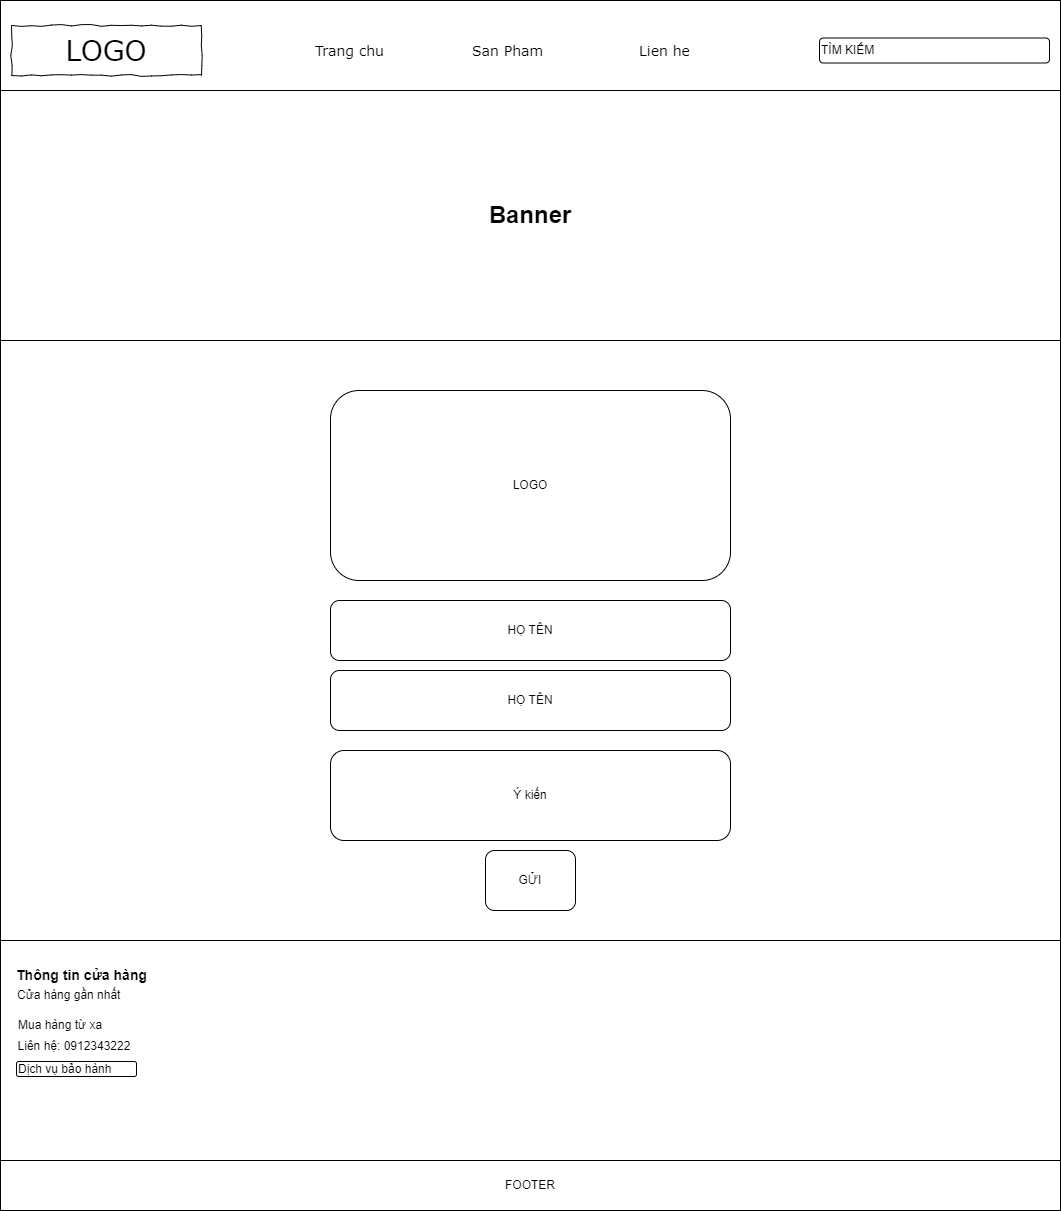 LOGO
Trang chu
San Pham
Lien he
TÌM KIẾM
Banner
LOGO
HỌ TÊN
HỌ TÊN
Ý kiến
GỬI
Thông tin cửa hàng
Cửa hàng gần nhất
Mua hàng từ xa
Liên hệ: 0912343222
Dịch vụ bảo hành
FOOTER